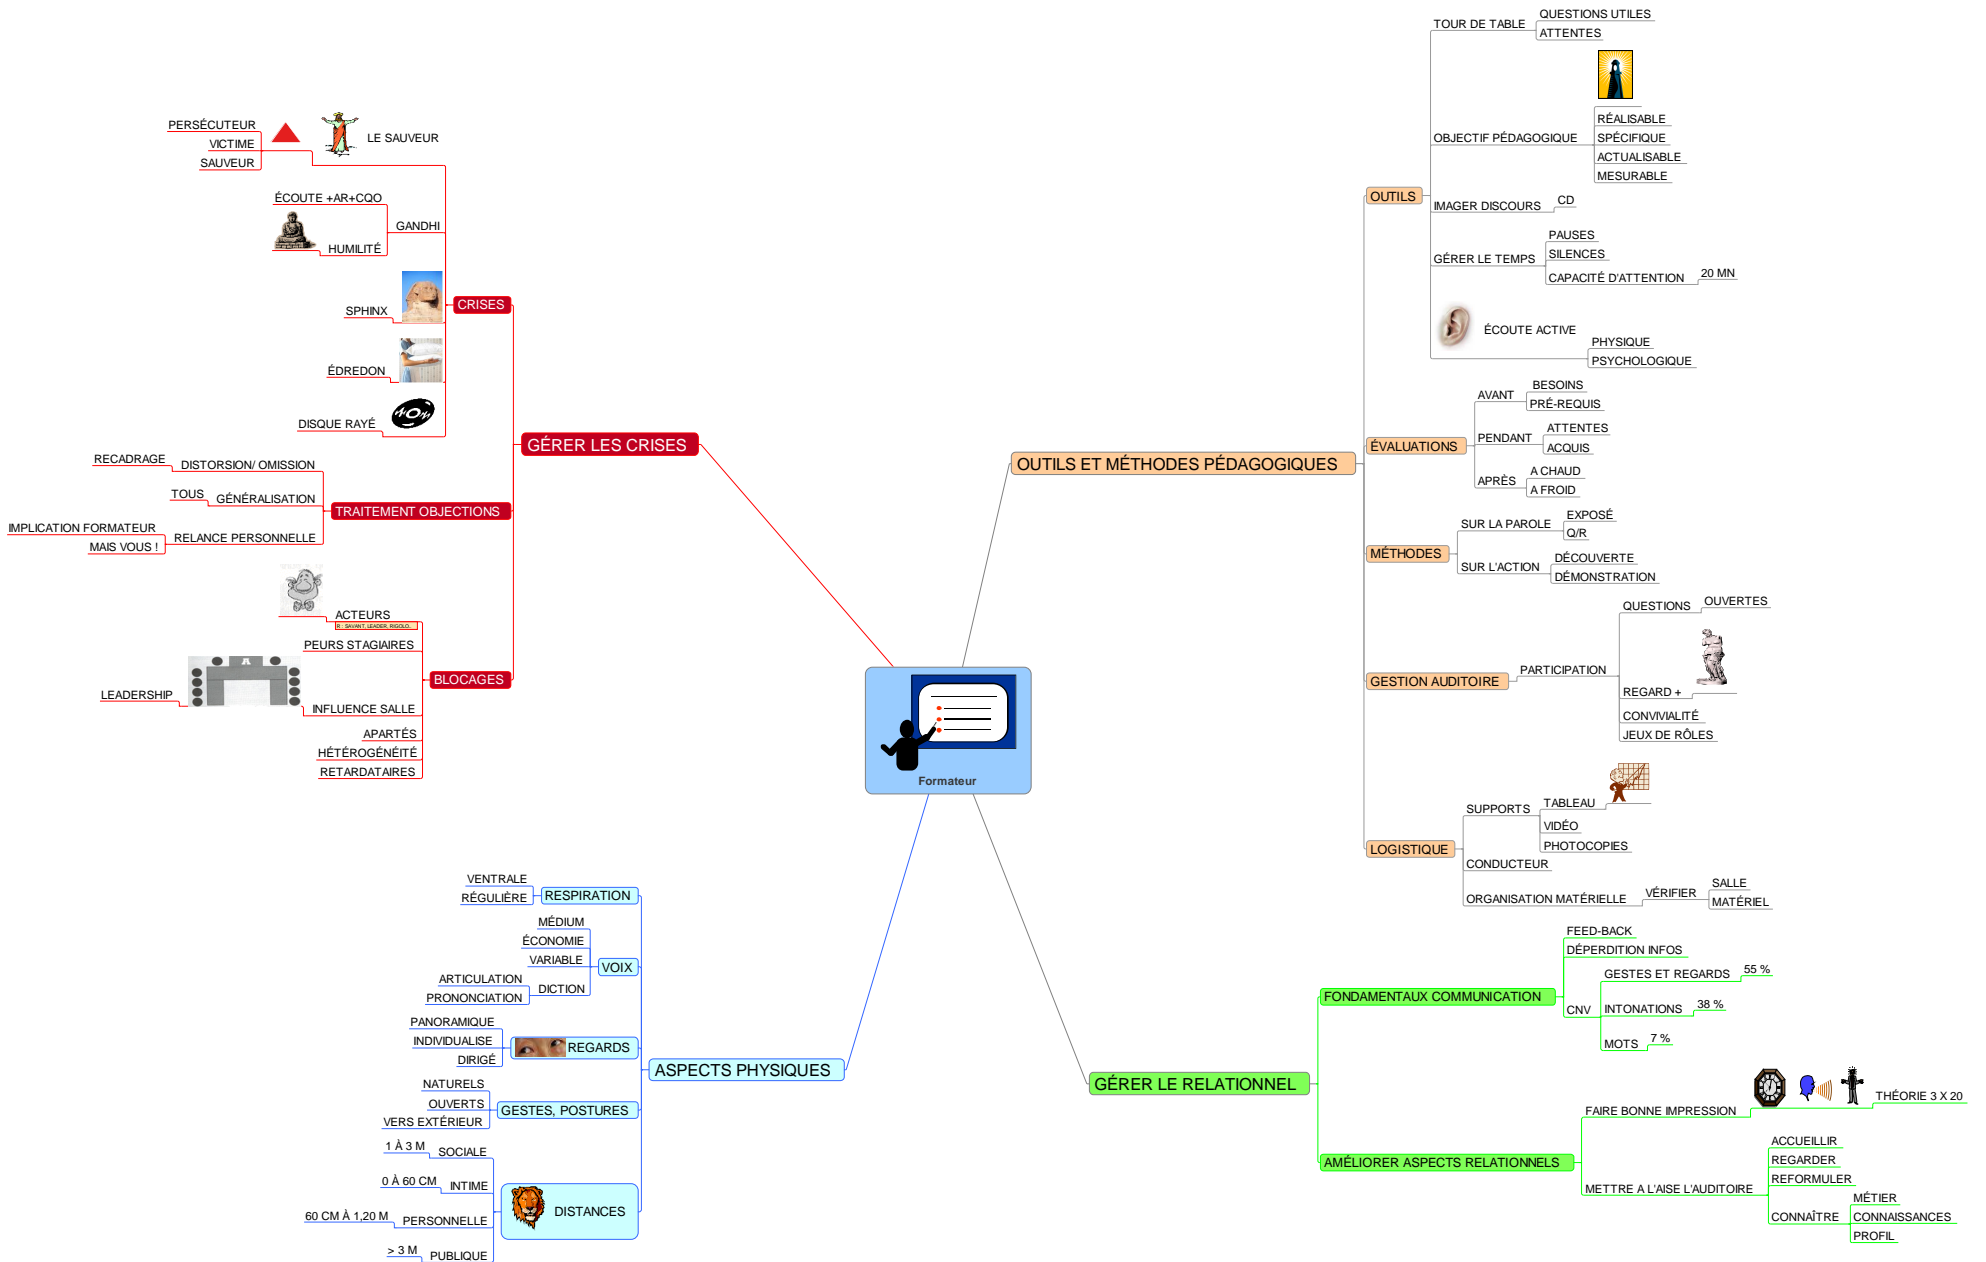 Formateur
OUTILS ET MÉTHODES PÉDAGOGIQUES
OUTILS
TOUR DE TABLE
QUESTIONS UTILES
ATTENTES
OBJECTIF PÉDAGOGIQUE
RÉALISABLE
SPÉCIFIQUE
ACTUALISABLE
MESURABLE
IMAGER DISCOURS
CD
GÉRER LE TEMPS
PAUSES
SILENCES
CAPACITÉ D'ATTENTION
20 MN
ÉCOUTE ACTIVE
PHYSIQUE
PSYCHOLOGIQUE
ÉVALUATIONS
AVANT
BESOINS
PRÉ-REQUIS
PENDANT
ATTENTES
ACQUIS
APRÈS
A CHAUD
A FROID
MÉTHODES
SUR LA PAROLE
EXPOSÉ
Q/R
SUR L'ACTION
DÉCOUVERTE
DÉMONSTRATION
GESTION AUDITOIRE
PARTICIPATION
QUESTIONS
OUVERTES
REGARD +
CONVIVIALITÉ
JEUX DE RÔLES
LOGISTIQUE
SUPPORTS
TABLEAU
VIDÉO
PHOTOCOPIES
CONDUCTEUR
ORGANISATION MATÉRIELLE
VÉRIFIER
SALLE
MATÉRIEL
GÉRER LE RELATIONNEL
FONDAMENTAUX COMMUNICATION
FEED-BACK
DÉPERDITION INFOS
CNV
GESTES ET REGARDS
55 %
INTONATIONS
38 %
MOTS
7 %
AMÉLIORER ASPECTS RELATIONNELS
FAIRE BONNE IMPRESSION
THÉORIE 3 X 20
METTRE A L'AISE L'AUDITOIRE
ACCUEILLIR
REGARDER
REFORMULER
CONNAÎTRE
MÉTIER
CONNAISSANCES
PROFIL
GÉRER LES CRISES
CRISES
LE SAUVEUR
PERSÉCUTEUR
VICTIME
SAUVEUR
GANDHI
ÉCOUTE +AR+CQO
HUMILITÉ
SPHINX
ÉDREDON
DISQUE RAYÉ
TRAITEMENT OBJECTIONS
DISTORSION/ OMISSION
RECADRAGE
GÉNÉRALISATION
TOUS
RELANCE PERSONNELLE
IMPLICATION FORMATEUR
MAIS VOUS !
BLOCAGES
ACTEURS
R : SAVANT, LEADER, RIGOLO..
PEURS STAGIAIRES
INFLUENCE SALLE
LEADERSHIP
APARTÉS
HÉTÉROGÉNÉITÉ
RETARDATAIRES
ASPECTS PHYSIQUES
RESPIRATION
VENTRALE
RÉGULIÈRE
VOIX
MÉDIUM
ÉCONOMIE
VARIABLE
DICTION
ARTICULATION
PRONONCIATION
REGARDS
PANORAMIQUE
INDIVIDUALISE
DIRIGÉ
GESTES, POSTURES
NATURELS
OUVERTS
VERS EXTÉRIEUR
DISTANCES
SOCIALE
1 À 3 M
INTIME
0 À 60 CM
PERSONNELLE
60 CM À 1,20 M
PUBLIQUE
> 3 M